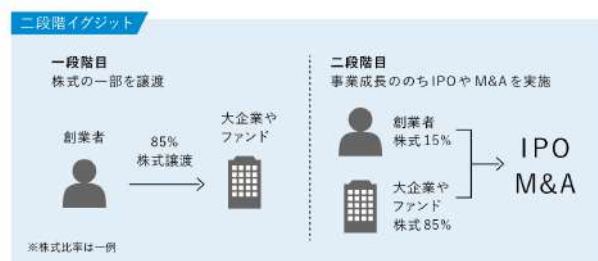 二段階イグジット
一段階目
株式の一部を譲渡
創業者
85%
株式譲渡
大企業や
ファンド
※株式比率は一例
二段階目
事業成長ののちIPOやM&Aを実施
創業者
株式15%
大企業や
ファンド
株式85%
IPO
M&A